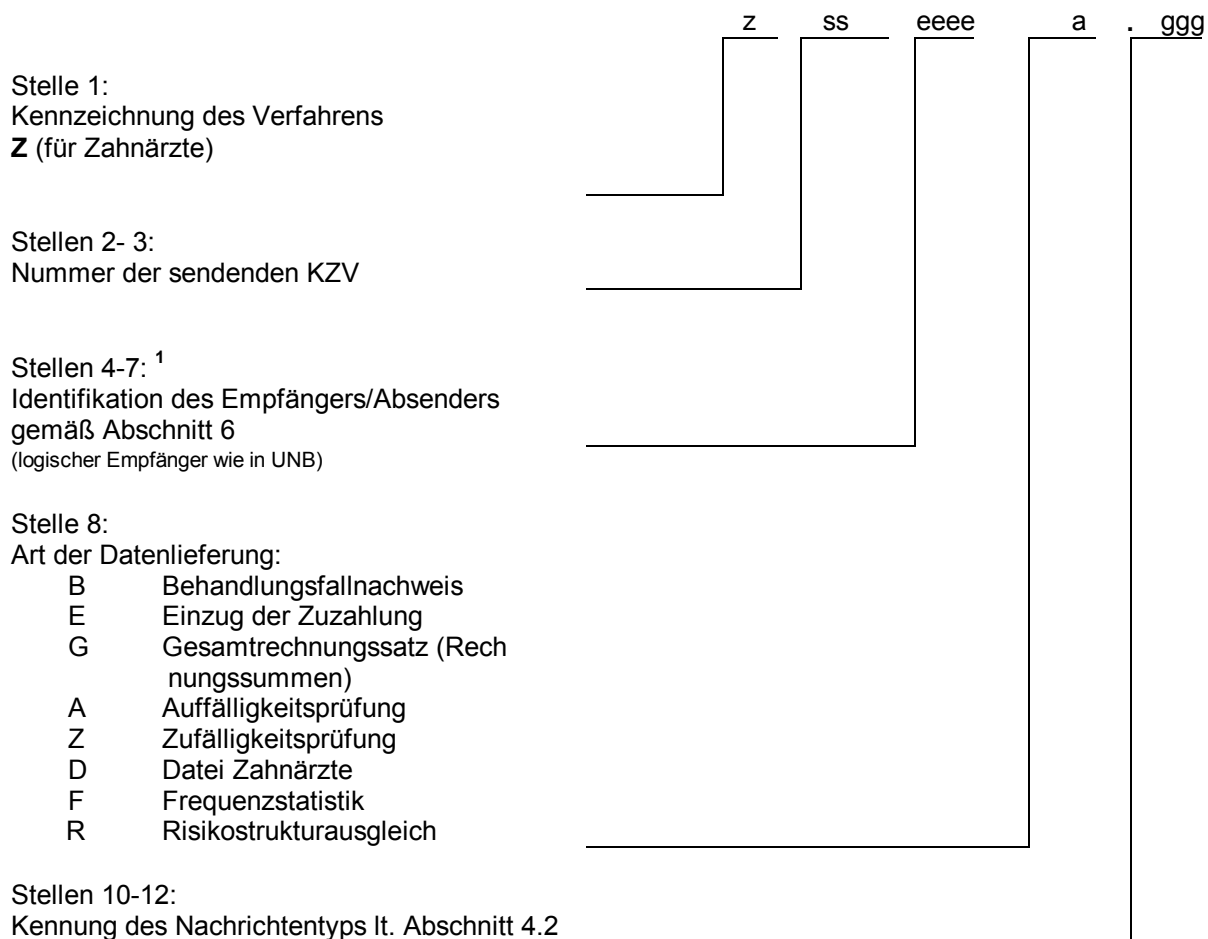 z ss eeee a . ggg
Stelle 1:
Kennzeichnung des Verfahrens
Z (für Zahnärzte)
Stellen 2- 3:
Nummer der sendenden KZV
Stellen 4-7: 1
Identifikation des Empfängers/Absenders
gemäß Abschnitt 6
(logischer Empfänger wie in UNB)
Stelle 8:
Art der Datenlieferung:
B Behandlungsfallnachweis
E Einzug der Zuzahlung
G Gesamtrechnungssatz (Rech
nungssummen)
A Auffälligkeitsprüfung
Z Zufälligkeitsprüfung
D Datei Zahnärzte
F Frequenzstatistik
R Risikostrukturausgleich
Stellen 10-12:
Kennung des Nachrichtentyps lt. Abschnitt 4.2